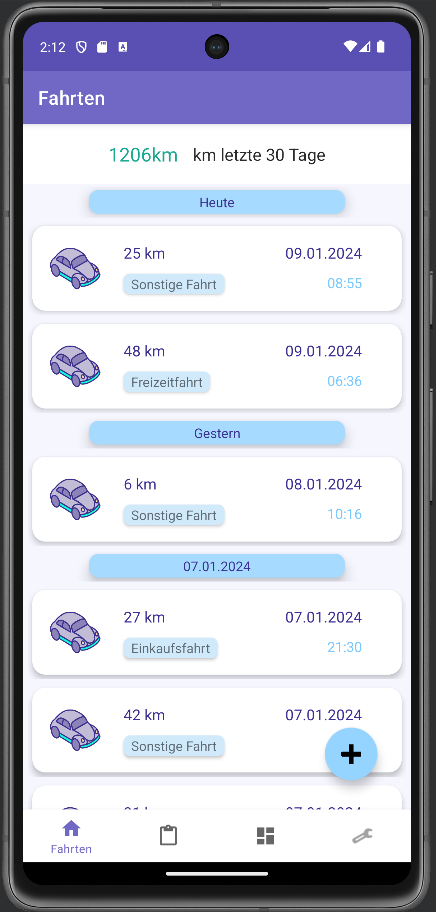 2:12
Fahrten
1206km km letzte 30 Tage
Heute
25 km 09.01.2024
Sonstige Fahrt 08:55
48 km 09.01.2024
Freizeitfahrt 06:36
Gestern
6 km 08.01.2024
Sonstige Fahrt 10:16
07.01.2024
27 km 07.01.2024
Einkaufsfahrt 21:30
42 km 07.01.2024
Sonstige Fahrt
Fahrten